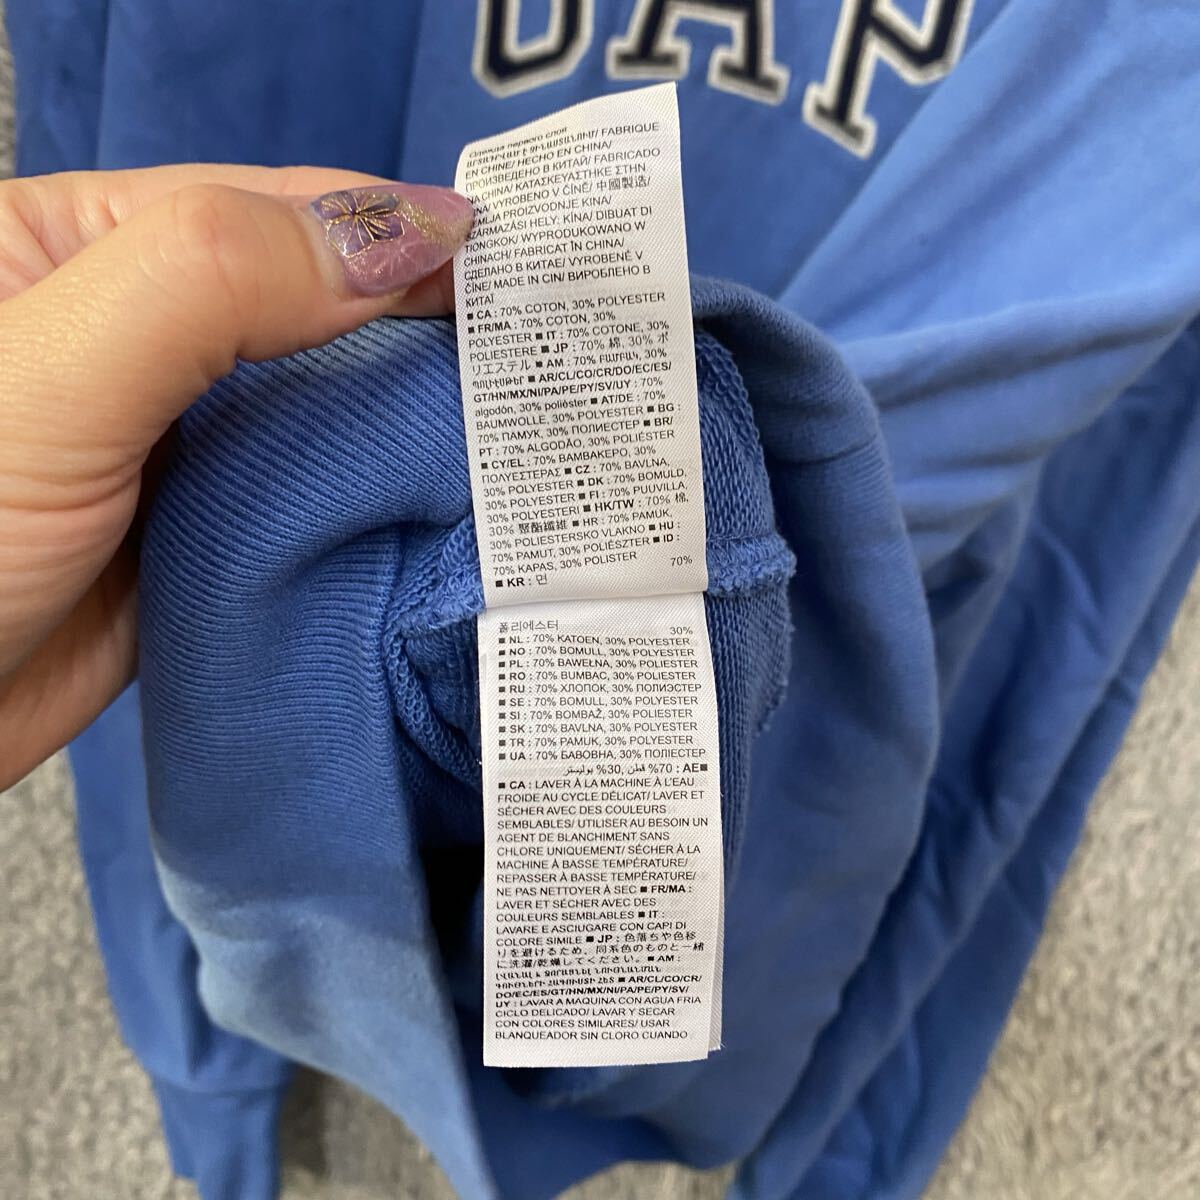 GAP
Одежда первого слоя
ԱՐՏԱԴՐՎԱԾ Է ՉԻՆԱՍՏԱՆՈՒՄ/ FABRIQUE
EN CHINE/ HECHO EN CHINA/
ПРОИЗВЕДЕНО В КИТАЙ/ FABRICADO
NA CHINA/ ΚΑΤΑΣΚΕΥΑΣΤΗΚΕ ΣΤΗΝ
VYROBENO V ČÍNĚ/ 中國製造/
ZEMLJA PROIZVODNJE KINA/
SZÁRMAZÁSI HELY: KÍNA/ DIBUAT DI
TIONGKOK/ WYPRODUKOWANO W
CHINACH/ FABRICAT ÎN CHINA/
СДЕЛАНО В КИТАЕ/ VYROBENÉ V
ČÍNE/ MADE IN CIN/ ВИРОБЛЕНО В
КИТАЇ
■ CA : 70% COTON, 30% POLYESTER
■ FR/MA : 70% COTON, 30%
POLYESTER ■ IT : 70% COTONE, 30%
POLIESTERE ■ JP : 70% 綿, 30% ポ
リエステル ■ AM : 70% ԲԱՄԲԱԿ, 30%
ՊՈԼԻԷՍԹԵՐ ■ AR/CL/CO/CR/DO/EC/ES/
GT/HN/MX/NI/PA/PE/PY/SV/UY : 70%
algodón, 30% poliéster ■ AT/DE : 70%
BAUMWOLLE, 30% POLYESTER ■ BG :
70% ПАМУК, 30% ПОЛИЕСТЕР ■ BR/
PT : 70% ALGODÃO, 30% POLIÉSTER
■ CY/EL : 70% ΒΑΜΒΑΚΕΡΟ, 30%
ΠΟΛΥΕΣΤΕΡΑΣ ■ CZ : 70% BAVLNA,
30% POLYESTER ■ DK : 70% BOMULD,
30% POLYESTER ■ FI : 70% PUUVILLA,
30% POLYESTERI ■ HK/TW : 70% 棉,
30% 聚酯纖維 ■ HR : 70% PAMUK,
30% POLIESTERSKO VLAKNO ■ HU :
70% PAMUT, 30% POLIÉSZTER ■ ID :
70% KAPAS, 30% POLISTER
■ KR : 면 70%
폴리에스터 30%
■ NL : 70% KATOEN, 30% POLYESTER
■ NO : 70% BOMULL, 30% POLYESTER
■ PL : 70% BAWEŁNA, 30% POLIESTER
■ RO : 70% BUMBAC, 30% POLIESTER
■ RU : 70% ХЛОПОК, 30% ПОЛИЭСТЕР
■ SE : 70% BOMULL, 30% POLYESTER
■ SI : 70% BOMBAŽ, 30% POLIESTER
■ SK : 70% BAVLNA, 30% POLYESTER
■ TR : 70% PAMUK, 30% POLYESTER
■ UA : 70% БАВОВНА, 30% ПОЛІЕСТЕР
■AE : 70% قطن, 30% بوليستر
■ CA : LAVER À LA MACHINE À L'EAU
FROIDE AU CYCLE DÉLICAT/ LAVER ET
SÉCHER AVEC DES COULEURS
SEMBLABLES/ UTILISER AU BESOIN UN
AGENT DE BLANCHIMENT SANS
CHLORE UNIQUEMENT/ SÉCHER À LA
MACHINE À BASSE TEMPÉRATURE/
REPASSER À BASSE TEMPÉRATURE/
NE PAS NETTOYER À SEC ■ FR/MA :
LAVER ET SÉCHER AVEC DES
COULEURS SEMBLABLES ■ IT :
LAVARE E ASCIUGARE CON CAPI DI
COLORE SIMILE ■ JP : 色落ちや色移
りを避けるため、同系色のものと一緒
に洗濯/乾燥してください。 ■ AM :
ԼՎԱՆԱԼ և ՉՈՐԱՑՆԵԼ ՆՈՒՅՆԱՆՄԱՆ
ԳՈՒՅՆԵՐԻ ՀԱԳՈՒՍՏԻ ՀԵՏ ■ AR/CL/CO/CR/
DO/EC/ES/GT/HN/MX/NI/PA/PE/PY/SV/
UY : LAVAR A MAQUINA CON AGUA FRIA
CICLO DELICADO/ LAVAR Y SECAR
CON COLORES SIMILARES/ USAR
BLANQUEADOR SIN CLORO CUANDO